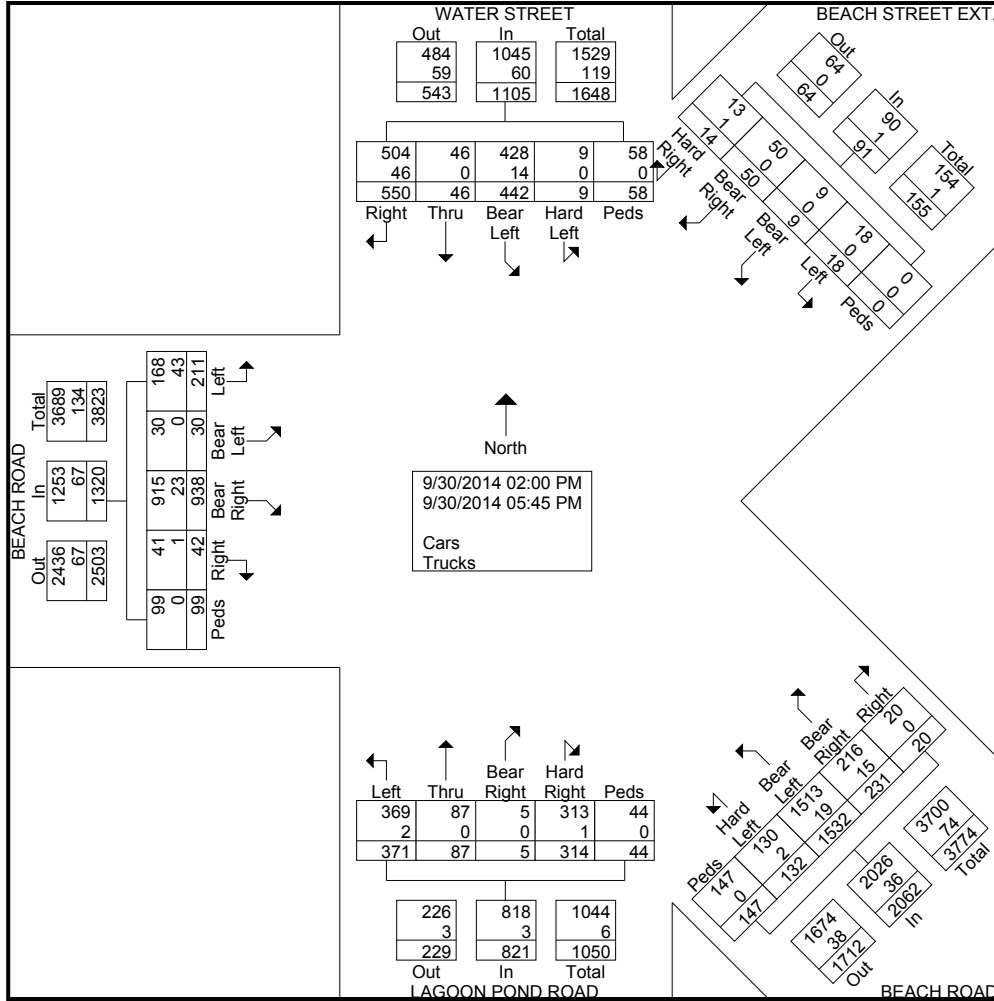 WATER STREET
Out In Total
484 1045 1529
59 60 119
543 1105 1648
504 46 428 9 58
46 0 14 0 0
550 46 442 9 58
Right Thru Bear Left Hard Left Peds
BEACH STREET EXT.
Out
64
0
64
In
90
1
91
Total
154
1
155
13 50 9 18 0
1 0 0 0 0
14 50 9 18 0
Hard Right
Bear Right
Bear Left
Left
Peds
BEACH ROAD
Total
3689
134
3823
In
1253
67
1320
Out
2436
67
2503
168
43
211
Left
30
0
30
Bear Left
915
23
938
Bear Right
41
1
42
Right
99
0
99
Peds
North
9/30/2014 02:00 PM
9/30/2014 05:45 PM
Cars
Trucks
Left Thru Bear Right Hard Right Peds
369 87 5 313 44
2 0 0 1 0
371 87 5 314 44
226 818 1044
3 3 6
229 821 1050
Out In Total
LAGOON POND ROAD
Right
20
0
20
Bear Right
216
15
231
Bear Left
1513
19
1532
Hard Left
130
2
132
Peds
147
0
147
3700
74
3774
Total
2026
36
2062
In
1674
38
1712
Out
BEACH ROAD